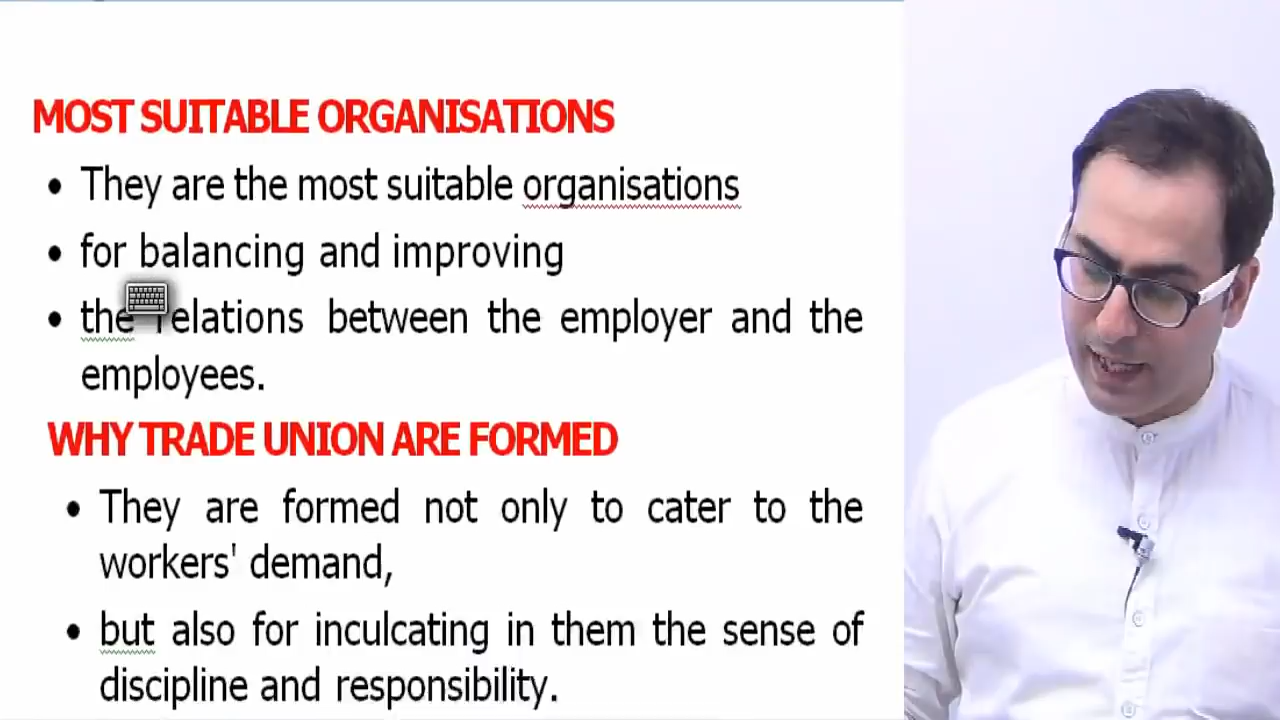 MOST SUITABLE ORGANISATIONS
• They are the most suitable organisations
• for balancing and improving
• the relations between the employer and the
employees.
WHY TRADE UNION ARE FORMED
• They are formed not only to cater to the
workers' demand,
• but also for inculcating in them the sense of
discipline and responsibility.